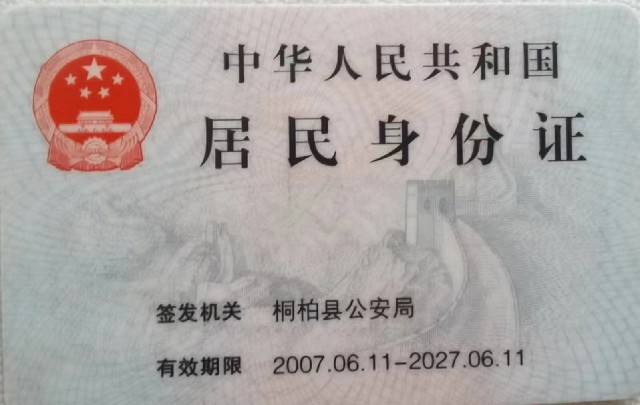 中华人民共和国
居民身份证
签发机关 桐柏县公安局
有效期限 2007.06.11-2027.06.11